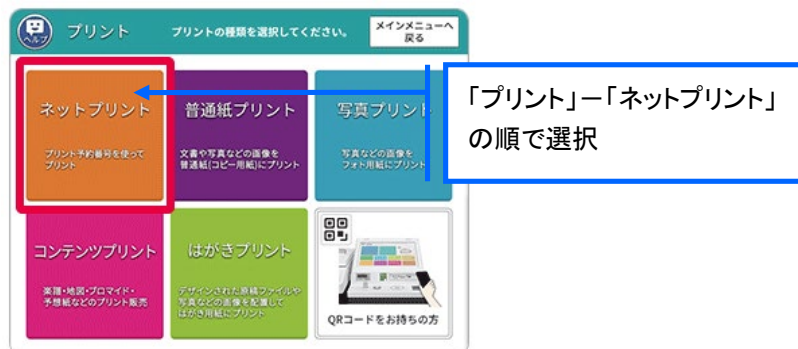 ヘルプ
プリント
プリントの種類を選択してください。
メインメニューへ
戻る
ネットプリント
プリント予約番号を使って
プリント
普通紙プリント
文書や写真などの画像を
普通紙(コピー用紙)にプリント
写真プリント
写真などの画像を
フォト用紙にプリント
「プリント」－「ネットプリント」
の順で選択
コンテンツプリント
楽譜・地図・ブロマイド・
予想紙などのプリント販売
はがきプリント
デザインされた原稿ファイルや
写真などの画像を配置して
はがき用紙にプリント
QRコードをお持ちの方